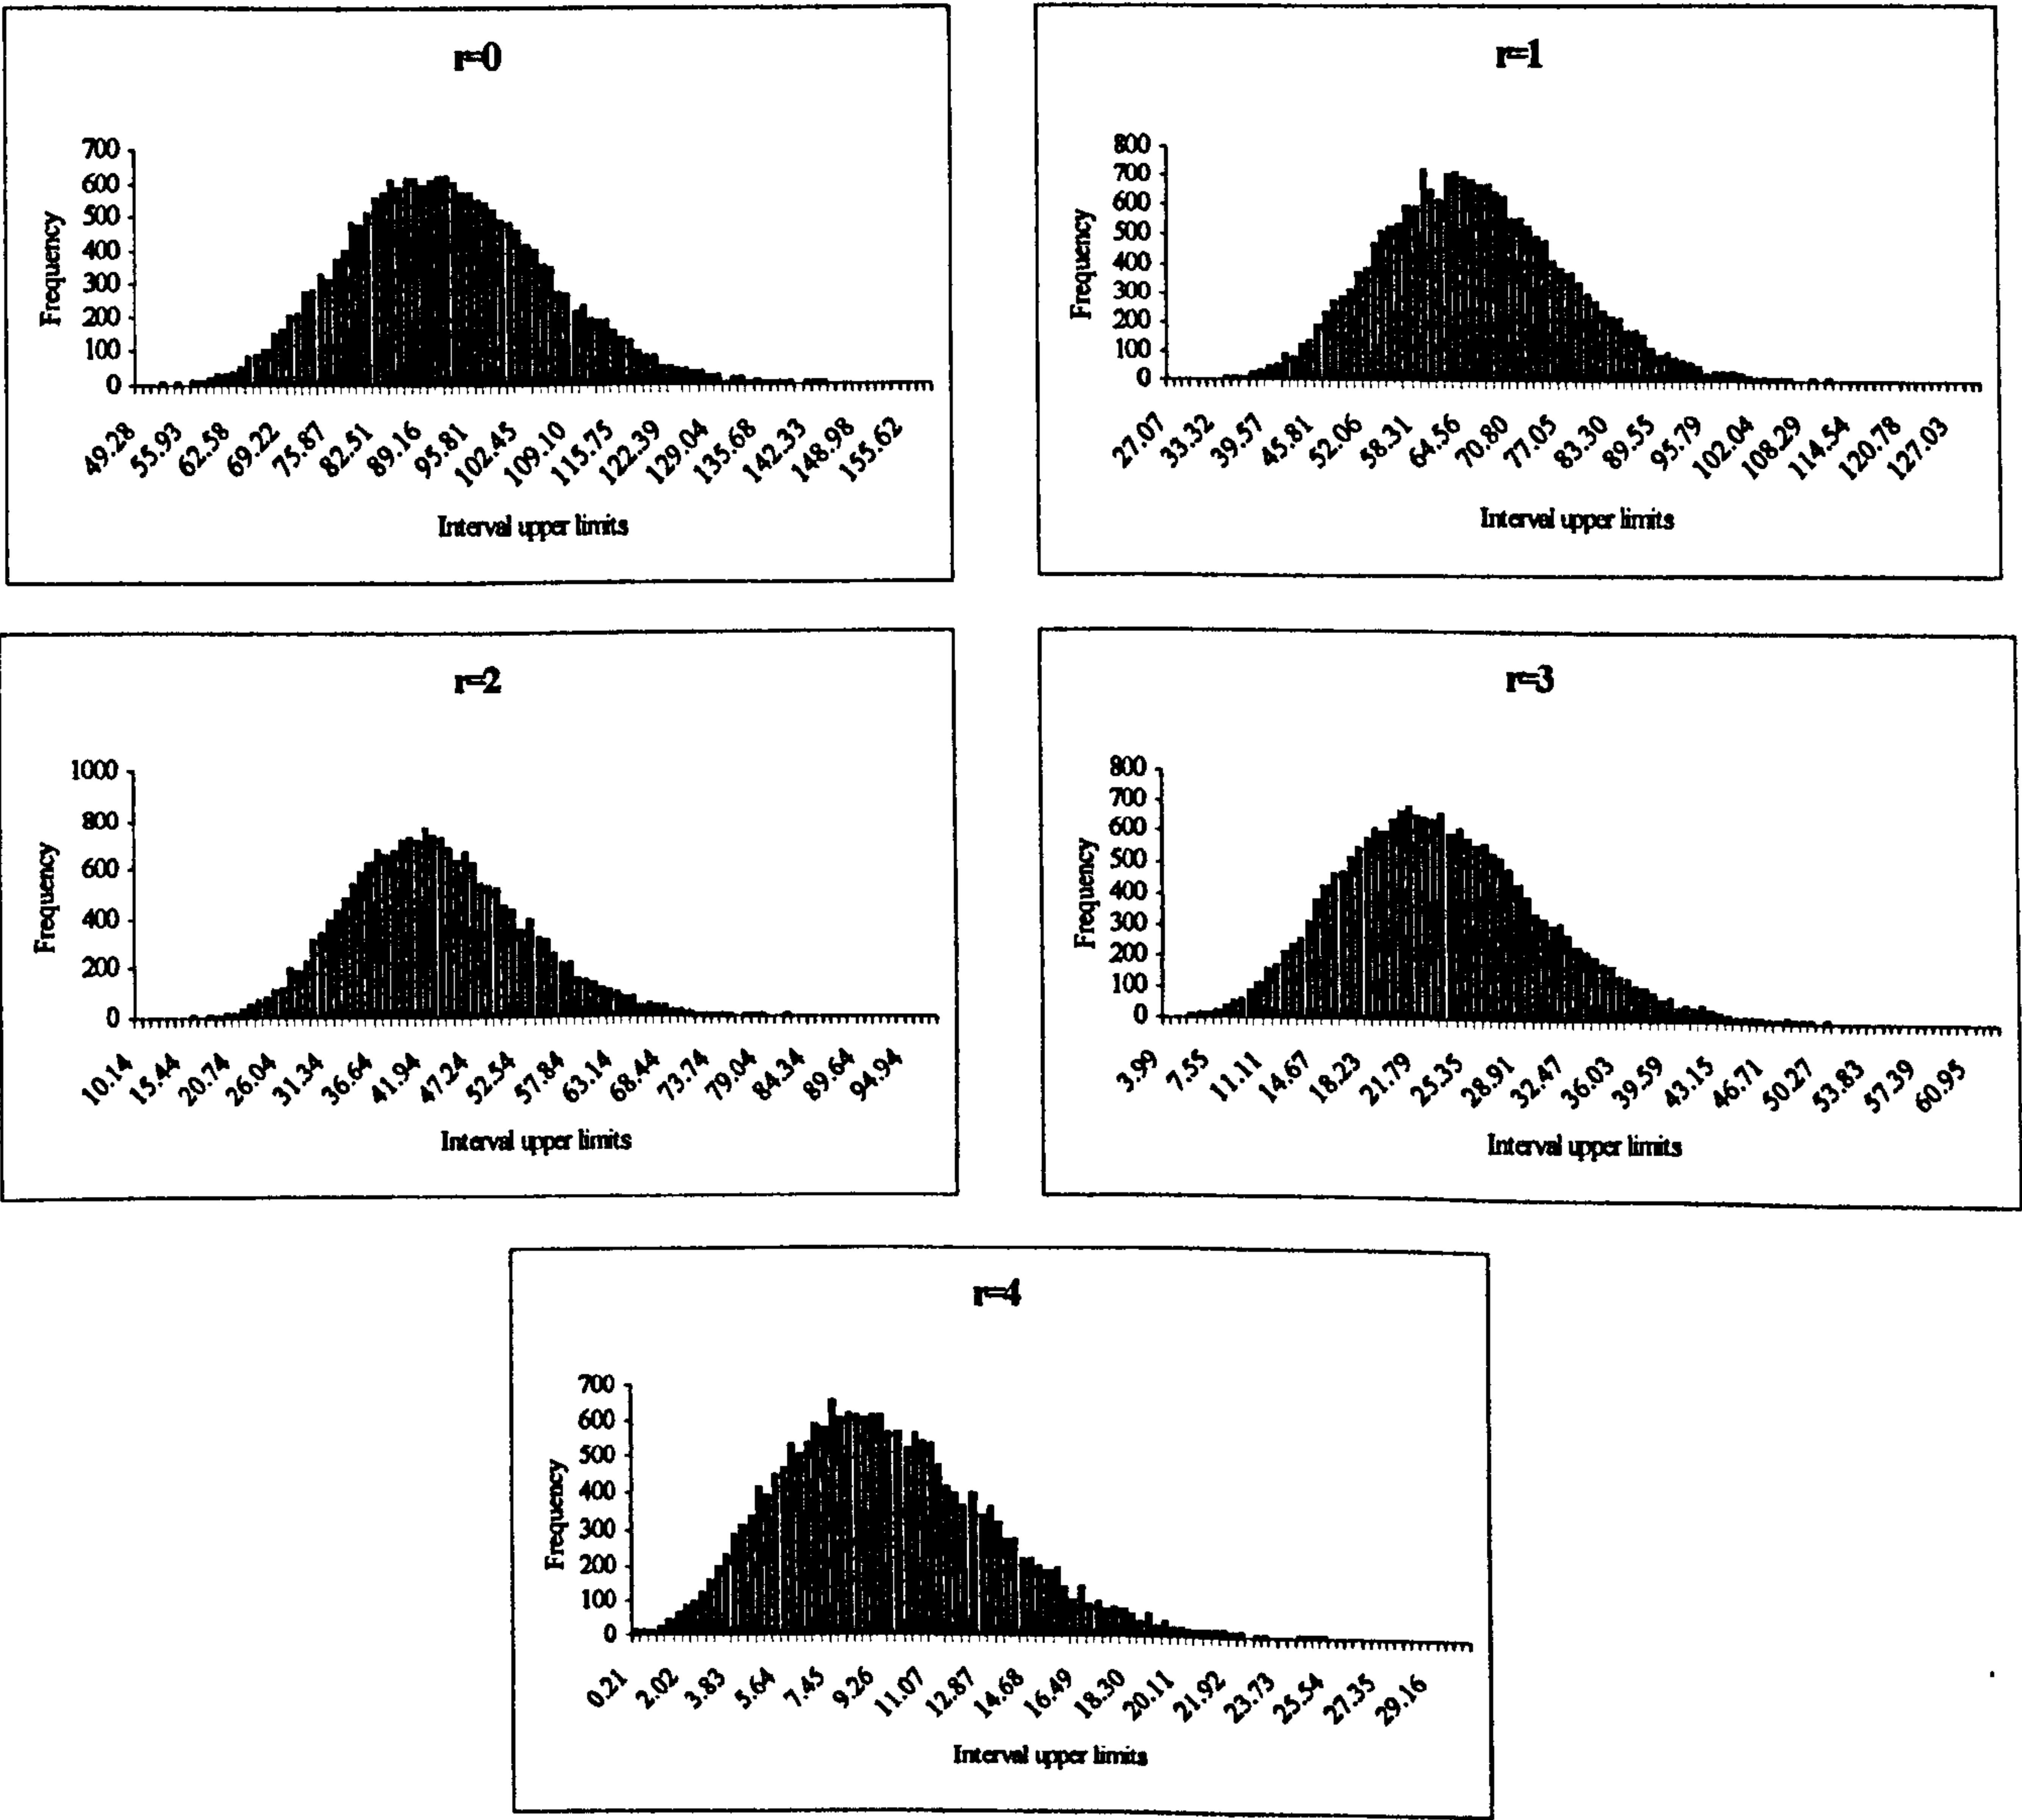 r=0
Frequency
700
600
500
400
300
200
100
0
49.28 55.93 62.58 69.22 75.87 82.51 89.16 95.81 102.45 109.10 115.75 122.39 129.04 135.68 142.33 148.98 155.62
Interval upper limits
r=1
Frequency
800
700
600
500
400
300
200
100
0
27.07 33.32 39.57 45.81 52.06 58.31 64.56 70.80 77.05 83.30 89.55 95.79 102.04 108.29 114.54 120.78 127.03
Interval upper limits
r=2
Frequency
1000
800
600
400
200
0
10.14 15.44 20.74 26.04 31.34 36.64 41.94 47.24 52.54 57.84 63.14 68.44 73.74 79.04 84.34 89.64 94.94
Interval upper limits
r=3
Frequency
800
700
600
500
400
300
200
100
0
3.99 7.55 11.11 14.67 18.23 21.79 25.35 28.91 32.47 36.03 39.59 43.15 46.71 50.27 53.83 57.39 60.95
Interval upper limits
r=4
Frequency
700
600
500
400
300
200
100
0
0.21 2.02 3.83 5.64 7.45 9.26 11.07 12.87 14.68 16.49 18.30 20.11 21.92 23.73 25.54 27.35 29.16
Interval upper limits